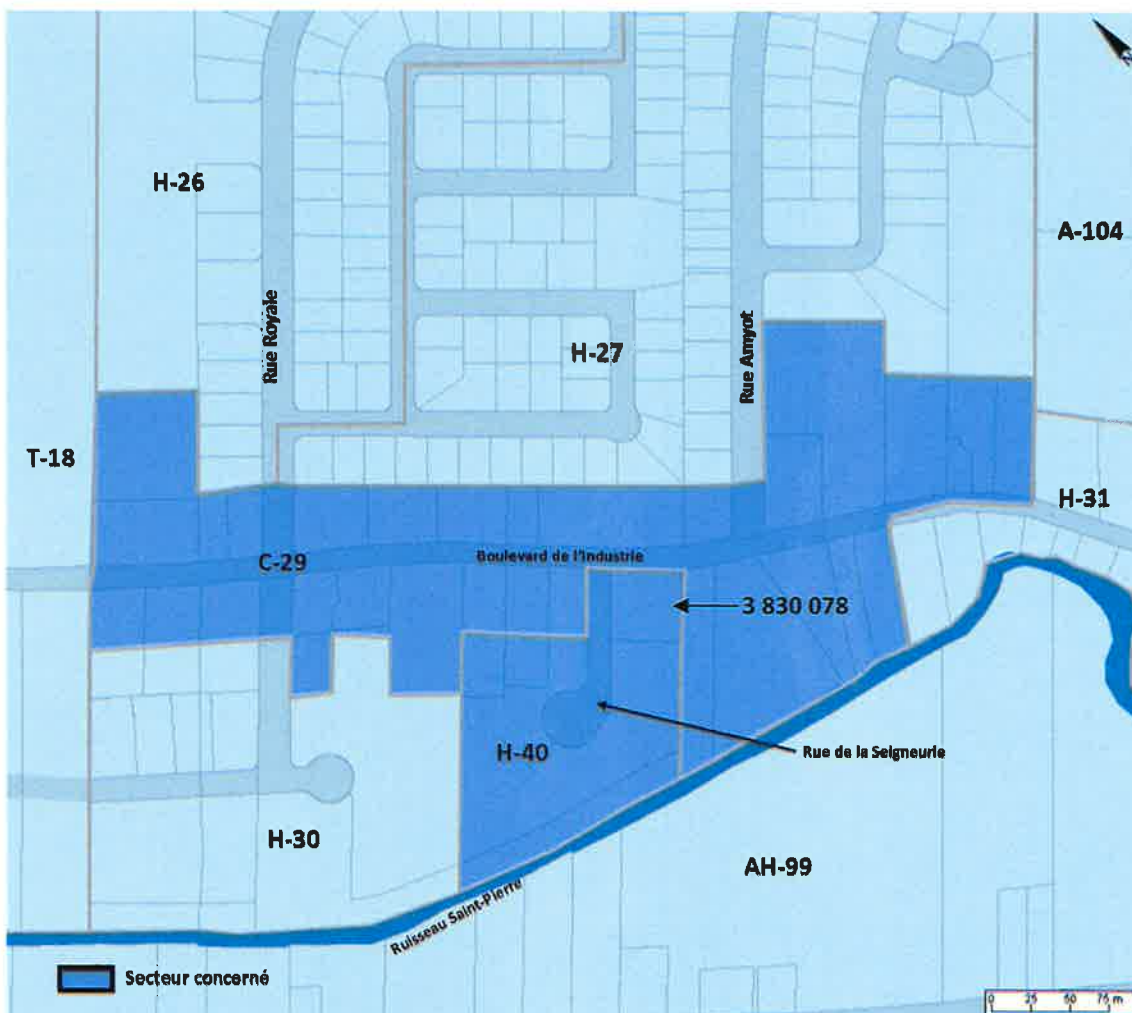 N
H-26
A-104
Rue Royale
H-27
Rue Amyot
T-18
H-31
C-29
Boulevard de l'Industrie
3 830 078
H-40
Rue de la Seigneurie
H-30
AH-99
Ruisseau Saint-Pierre
Secteur concerné
0 25 50 75 m